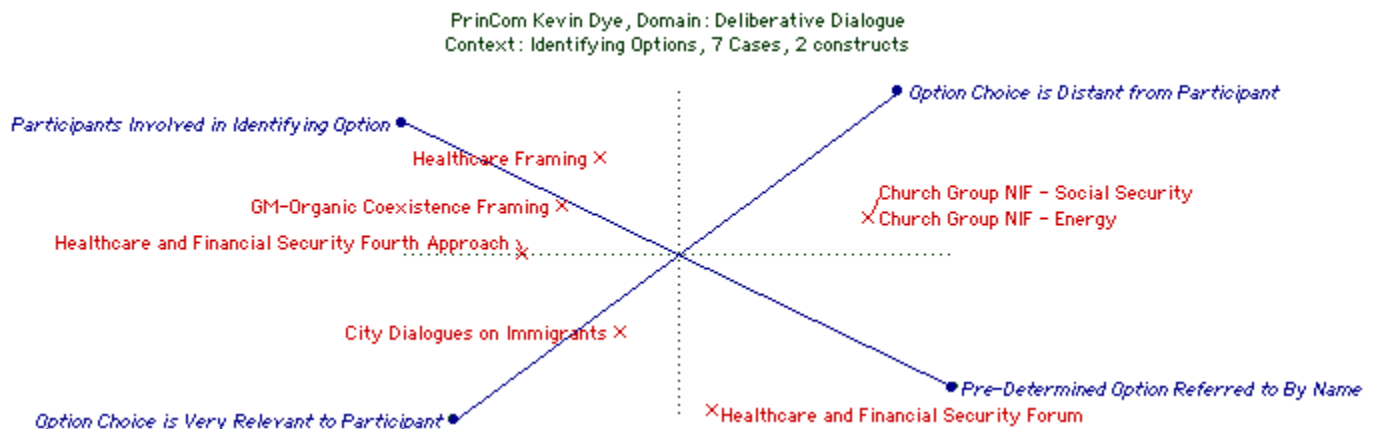 PrinCom Kevin Dye, Domain: Deliberative Dialogue
Context: Identifying Options, 7 Cases, 2 constructs
Option Choice is Distant from Participant
Participants Involved in Identifying Option
Healthcare Framing
Church Group NIF - Social Security
GM-Organic Coexistence Framing
Church Group NIF - Energy
Healthcare and Financial Security Fourth Approach
City Dialogues on Immigrants
Pre-Determined Option Referred to By Name
Healthcare and Financial Security Forum
Option Choice is Very Relevant to Participant